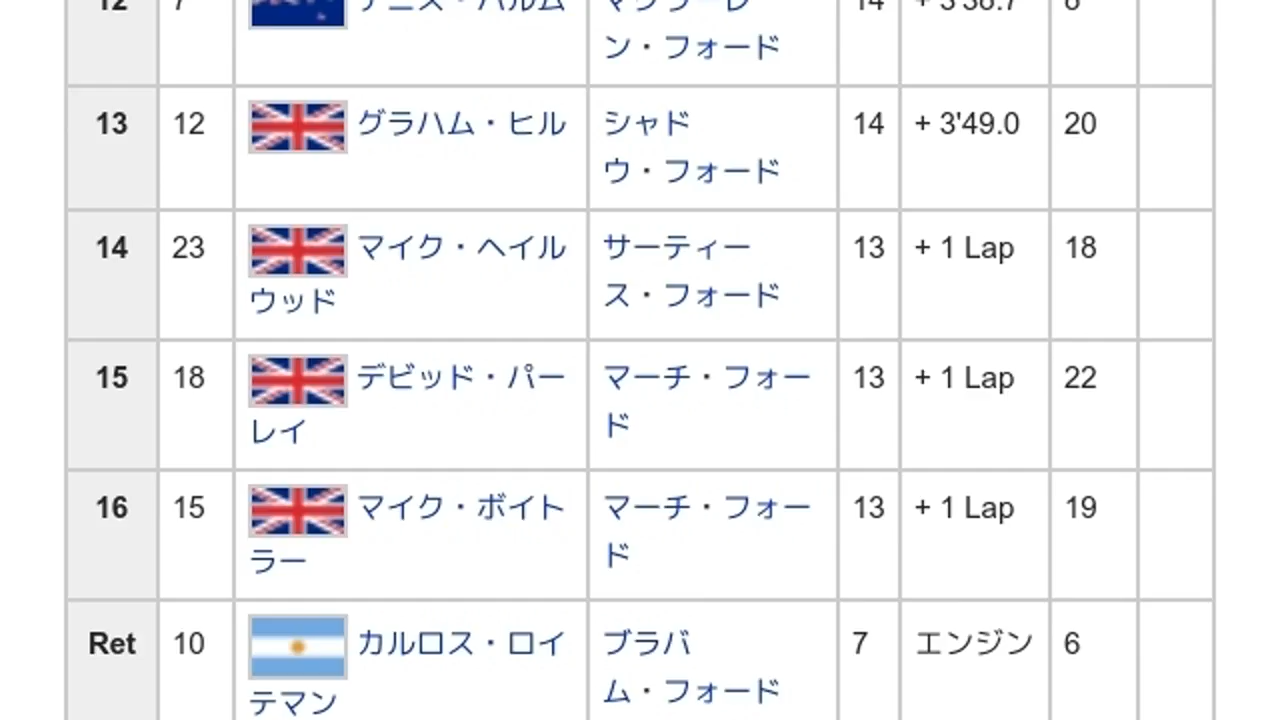 ン・フォード
13 12 グラハム・ヒル シャド 14 + 3'49.0 20
ウ・フォード
14 23 マイク・ヘイル サーティー 13 + 1 Lap 18
ウッド ス・フォード
15 18 デビッド・パー マーチ・フォー 13 + 1 Lap 22
レイ ド
16 15 マイク・ボイト マーチ・フォー 13 + 1 Lap 19
ラー ド
Ret 10 カルロス・ロイ ブラバ 7 エンジン 6
テマン ム・フォード